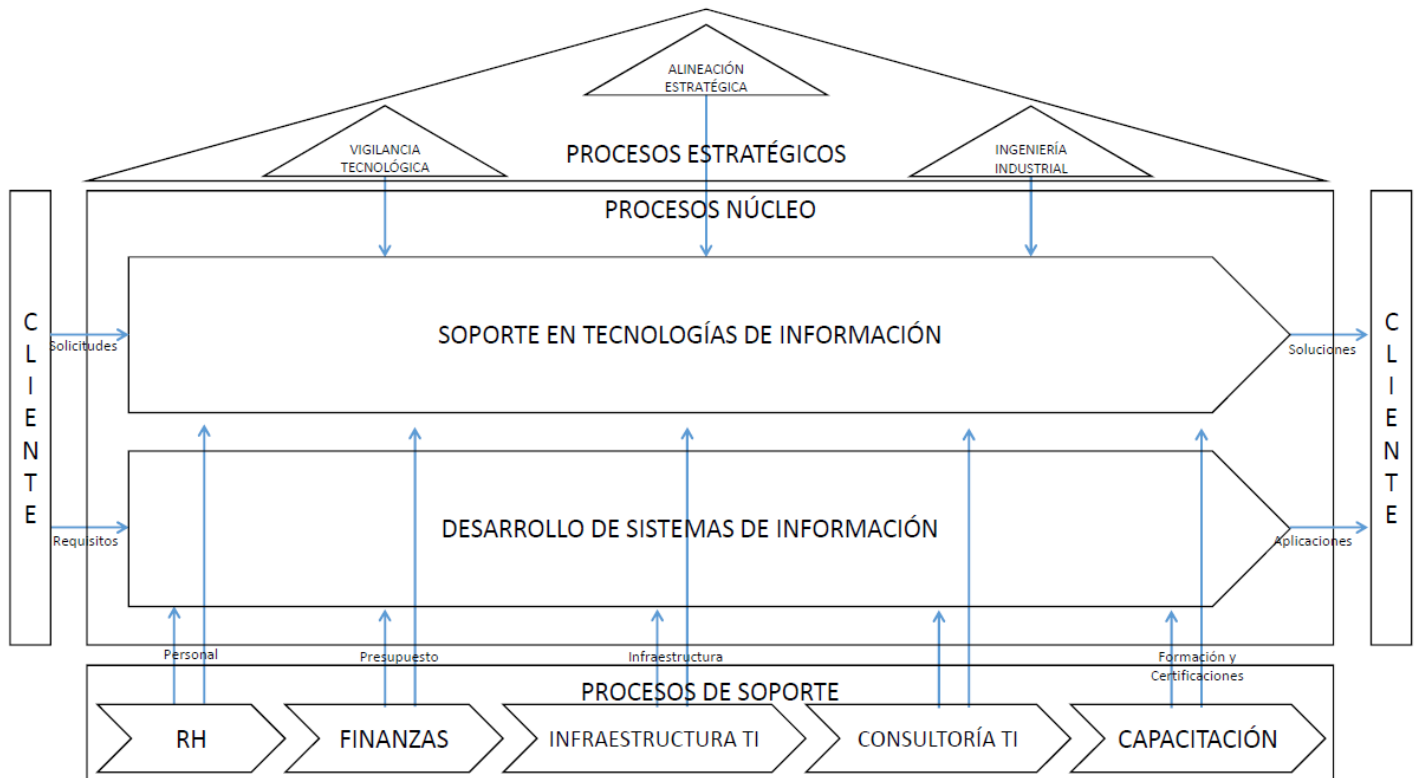 ALINEACIÓN
ESTRATÉGICA
VIGILANCIA
TECNOLÓGICA
PROCESOS ESTRATÉGICOS
INGENIERÍA
INDUSTRIAL
PROCESOS NÚCLEO
CLIENTE
Solicitudes
SOPORTE EN TECNOLOGÍAS DE INFORMACIÓN
Soluciones
CLIENTE
Requisitos
DESARROLLO DE SISTEMAS DE INFORMACIÓN
Aplicaciones
Personal
Presupuesto
Infraestructura
Formación y
Certificaciones
PROCESOS DE SOPORTE
RH
FINANZAS
INFRAESTRUCTURA TI
CONSULTORÍA TI
CAPACITACIÓN